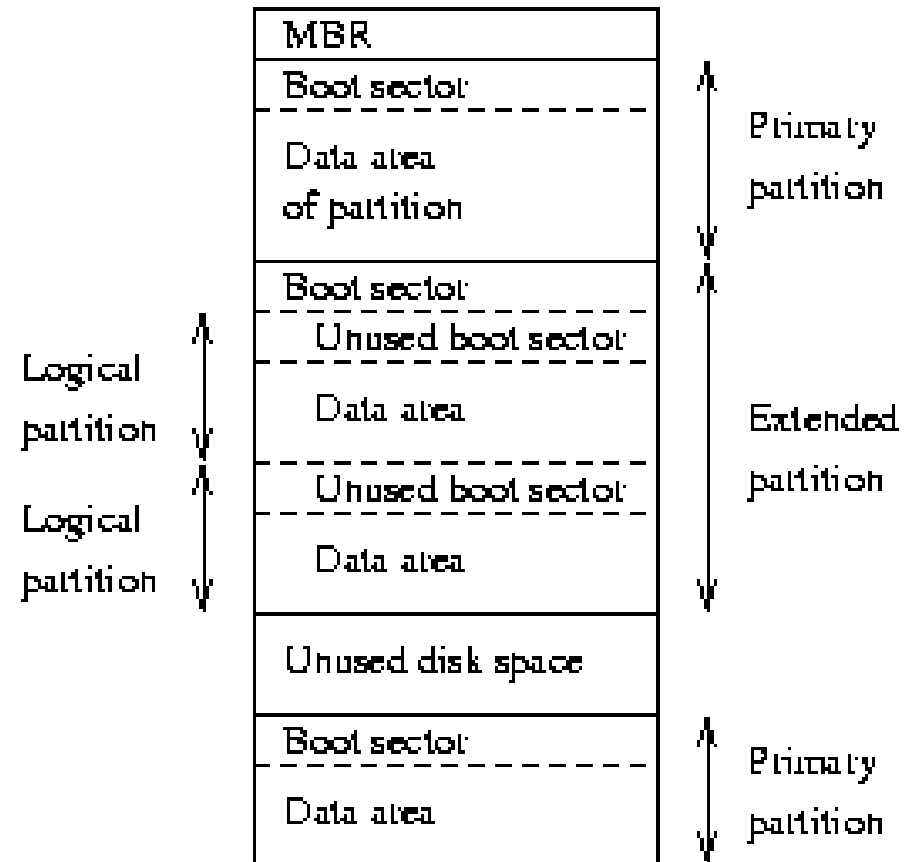 MBR
Boot sector
Primary
partition
Data area
of partition
Boot sector
Unused boot sector
Logical
partition
Data area
Extended
partition
Unused boot sector
Logical
partition
Data area
Unused disk space
Boot sector
Primary
partition
Data area